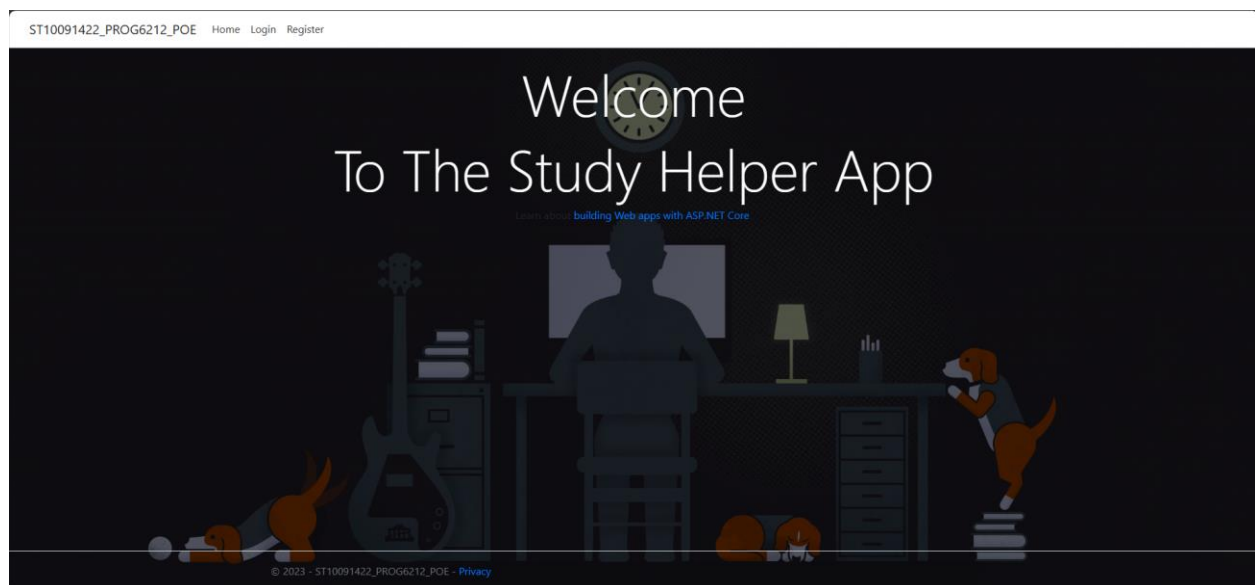 ST10091422_PROG6212_POE Home Login Register
Welcome
To The Study Helper App
Learn about building Web apps with ASP.NET Core
© 2023 - ST10091422_PROG6212_POE - Privacy